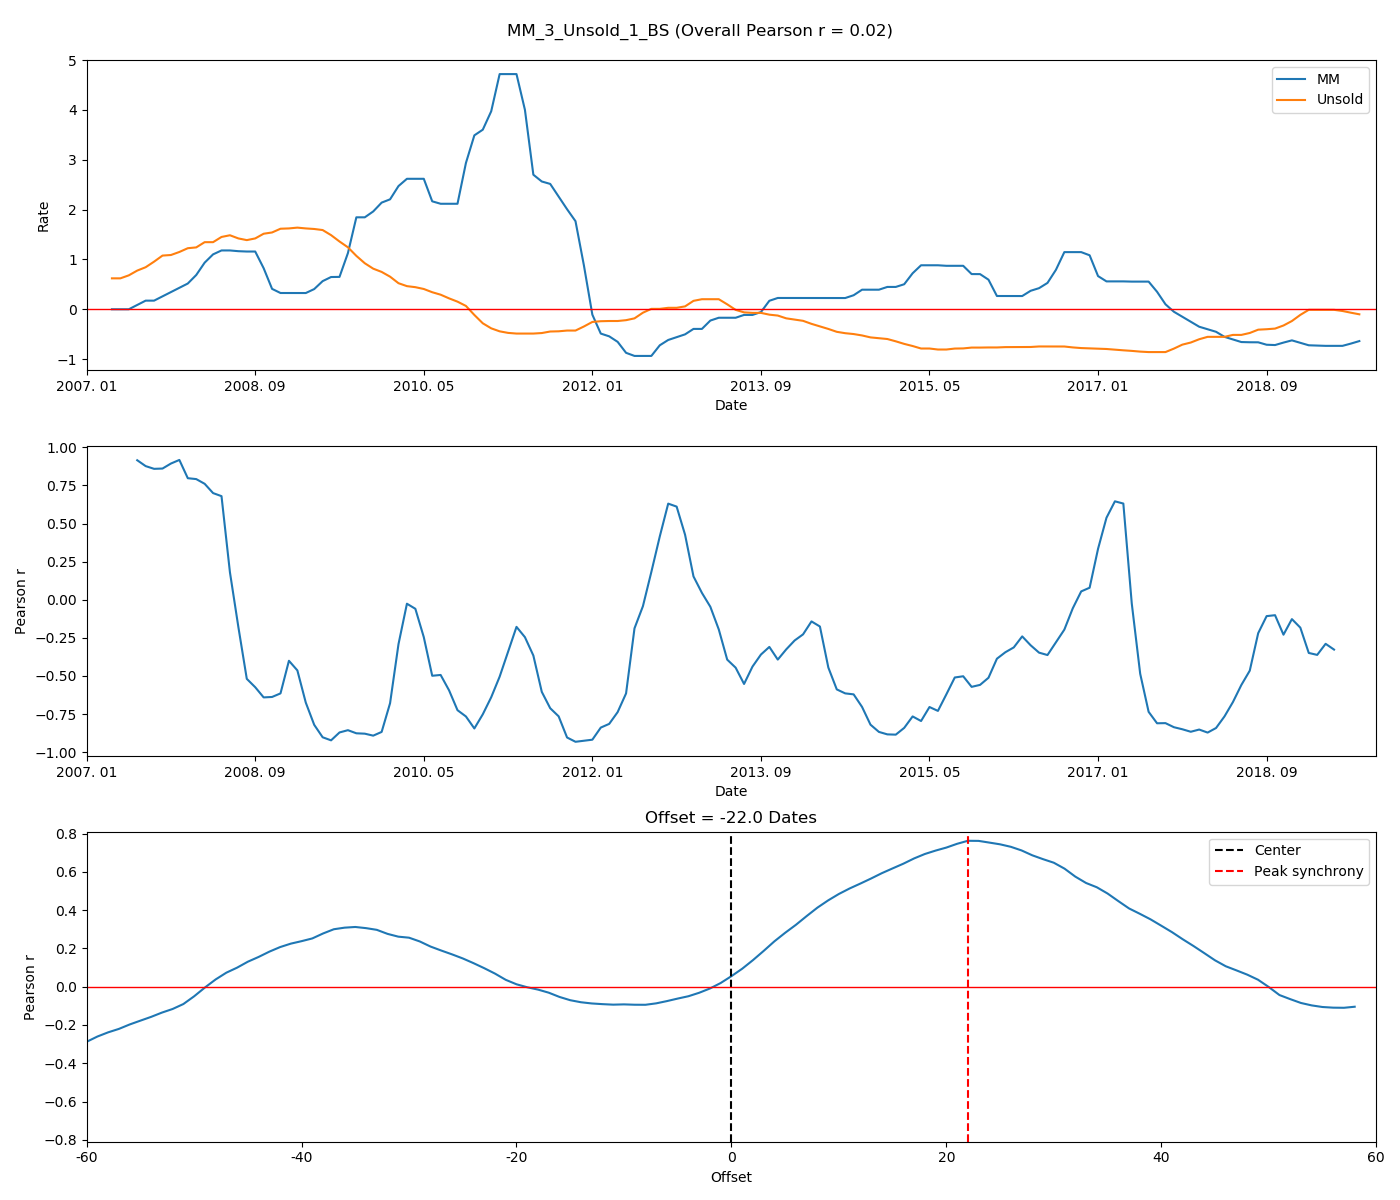 MM_3_Unsold_1_BS (Overall Pearson r = 0.02)
5
4
3
2
1
0
−1
Rate
MM
Unsold
2007. 01 2008. 09 2010. 05 2012. 01 2013. 09 2015. 05 2017. 01 2018. 09
Date
1.00
0.75
0.50
0.25
0.00
−0.25
−0.50
−0.75
−1.00
Pearson r
2007. 01 2008. 09 2010. 05 2012. 01 2013. 09 2015. 05 2017. 01 2018. 09
Date
Offset = -22.0 Dates
0.8
0.6
0.4
0.2
0.0
−0.2
−0.4
−0.6
−0.8
Pearson r
Center
Peak synchrony
-60 -40 -20 0 20 40 60
Offset